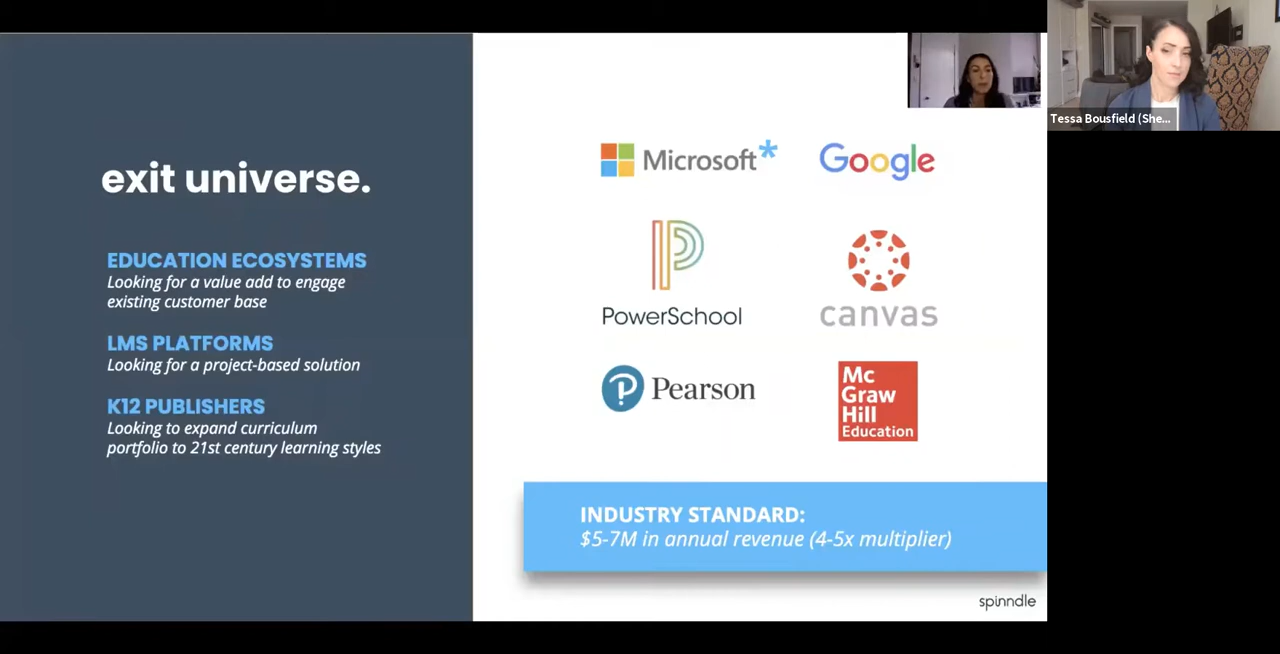 exit universe.
EDUCATION ECOSYSTEMS
Looking for a value add to engage
existing customer base
LMS PLATFORMS
Looking for a project-based solution
K12 PUBLISHERS
Looking to expand curriculum
portfolio to 21st century learning styles
Microsoft*
Google
PowerSchool
canvas
Pearson
Mc
Graw
Hill
Education
INDUSTRY STANDARD:
$5-7M in annual revenue (4-5x multiplier)
spinndle
Tessa Bousfield (She...